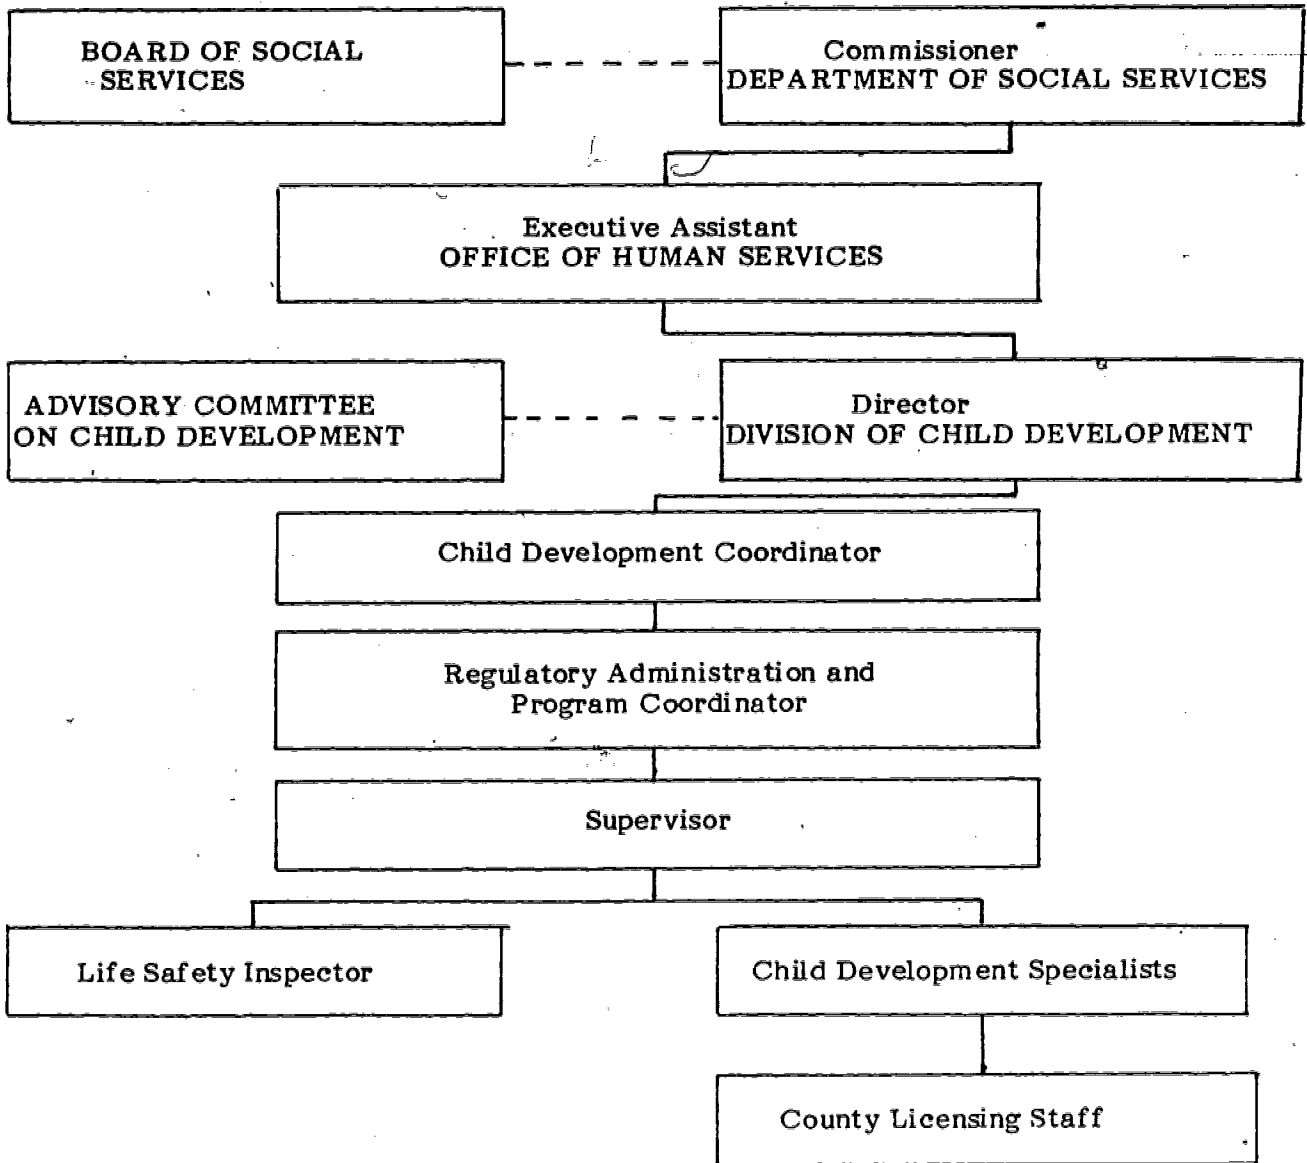 BOARD OF SOCIAL
SERVICES
Commissioner
DEPARTMENT OF SOCIAL SERVICES
Executive Assistant
OFFICE OF HUMAN SERVICES
ADVISORY COMMITTEE
ON CHILD DEVELOPMENT
Director
DIVISION OF CHILD DEVELOPMENT
Child Development Coordinator
Regulatory Administration and
Program Coordinator
Supervisor
Life Safety Inspector
Child Development Specialists
County Licensing Staff